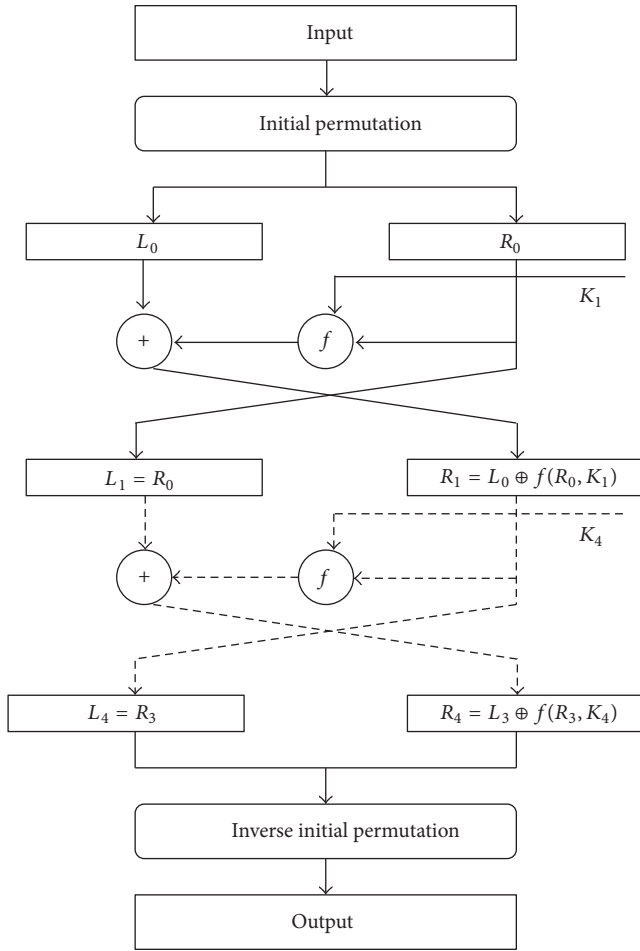 Input
Initial permutation
L₀
R₀
K₁
+
f
L₁ = R₀
R₁ = L₀ ⊕ f(R₀, K₁)
K₄
+
f
L₄ = R₃
R₄ = L₃ ⊕ f(R₃, K₄)
Inverse initial permutation
Output